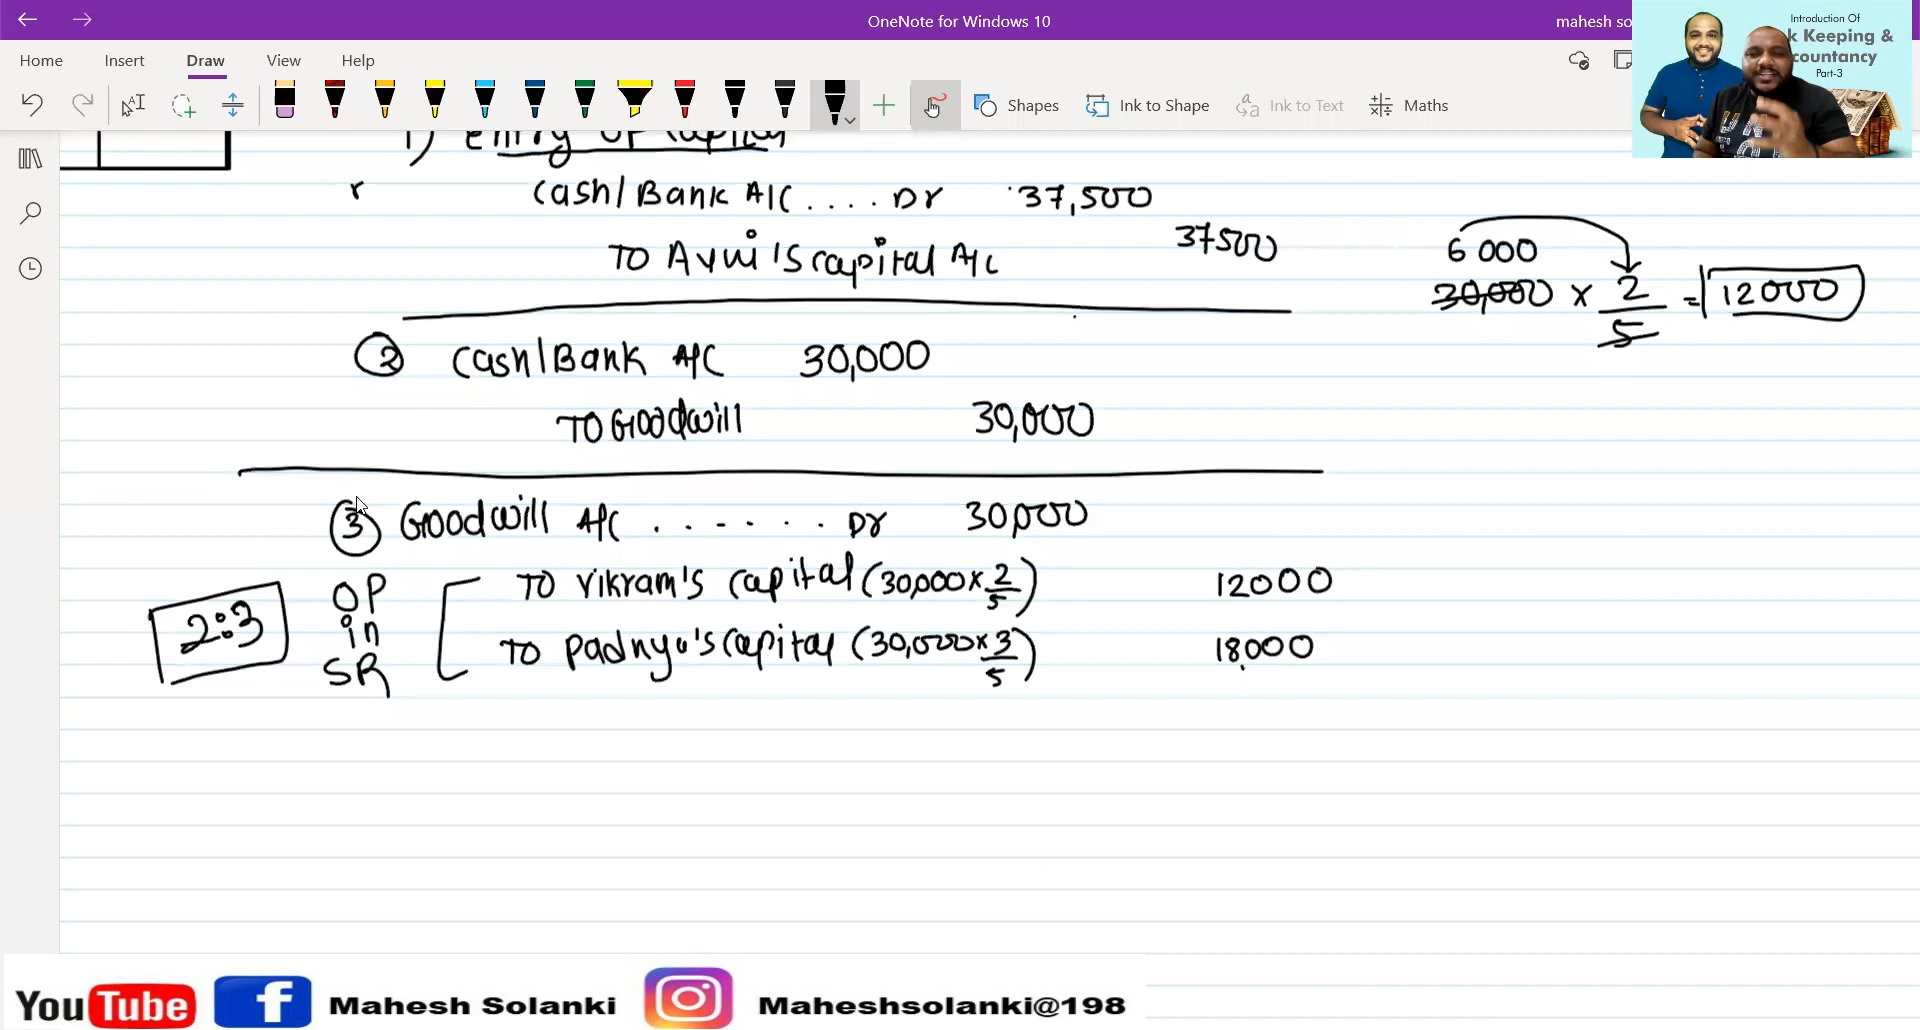 OneNote for Windows 10
mahesh so
Home Insert Draw View Help
Shapes Ink to Shape Ink to Text Maths
Introduction Of
k Keeping &
countancy
Part-3
1) Entry of capital
r Cash/Bank A/C .... Dr 37,500
TO Avni's capital A/C 37500
6 000
30,000 × 2/5 = 12000
2 Cash/Bank A/C 30,000
TO Goodwill 30,000
3 Goodwill A/C ....... Dr 30,000
2:3
OP
in
SR
TO Vikram's capital (30,000 × 2/5) 12000
TO Padnya's capital (30,000 × 3/5) 18,000
YouTube f Mahesh Solanki Maheshsolanki@198